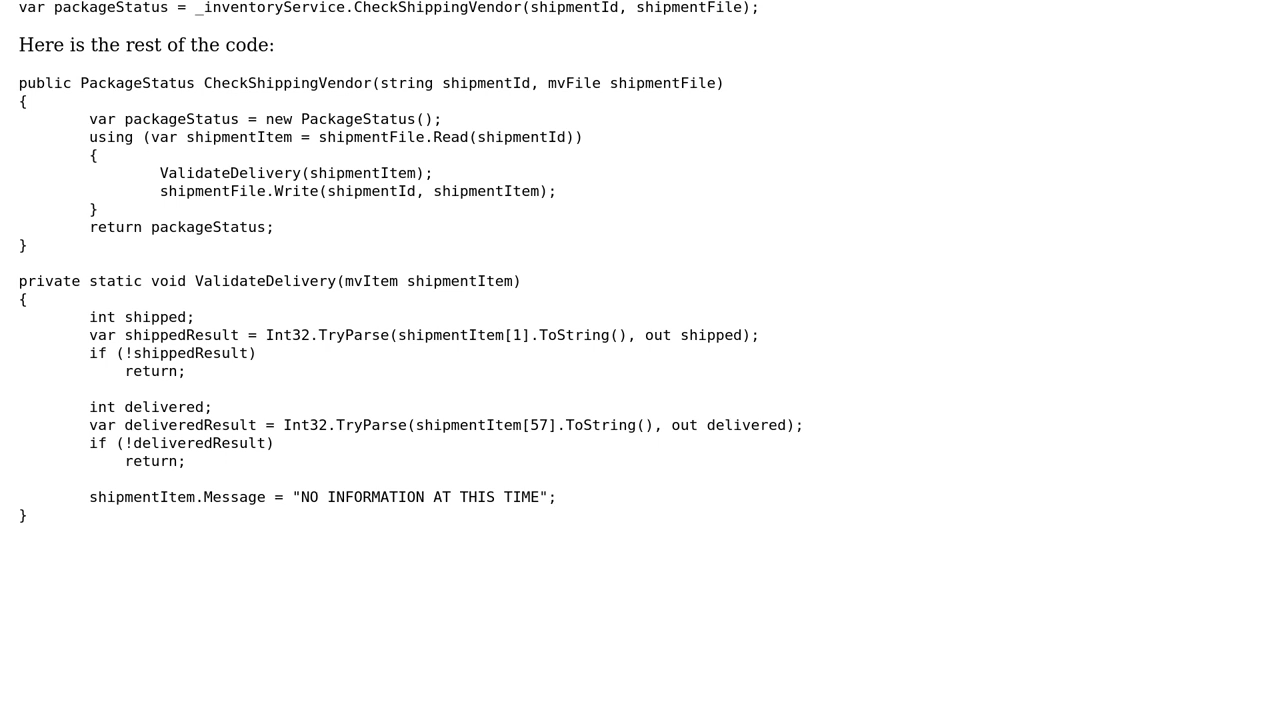 var packageStatus = _inventoryService.CheckShippingVendor(shipmentId, shipmentFile);
Here is the rest of the code:
public PackageStatus CheckShippingVendor(string shipmentId, mvFile shipmentFile)
{
        var packageStatus = new PackageStatus();
        using (var shipmentItem = shipmentFile.Read(shipmentId))
        {
                ValidateDelivery(shipmentItem);
                shipmentFile.Write(shipmentId, shipmentItem);
        }
        return packageStatus;
}

private static void ValidateDelivery(mvItem shipmentItem)
{
        int shipped;
        var shippedResult = Int32.TryParse(shipmentItem[1].ToString(), out shipped);
        if (!shippedResult)
            return;

        int delivered;
        var deliveredResult = Int32.TryParse(shipmentItem[57].ToString(), out delivered);
        if (!deliveredResult)
            return;

        shipmentItem.Message = "NO INFORMATION AT THIS TIME";
}